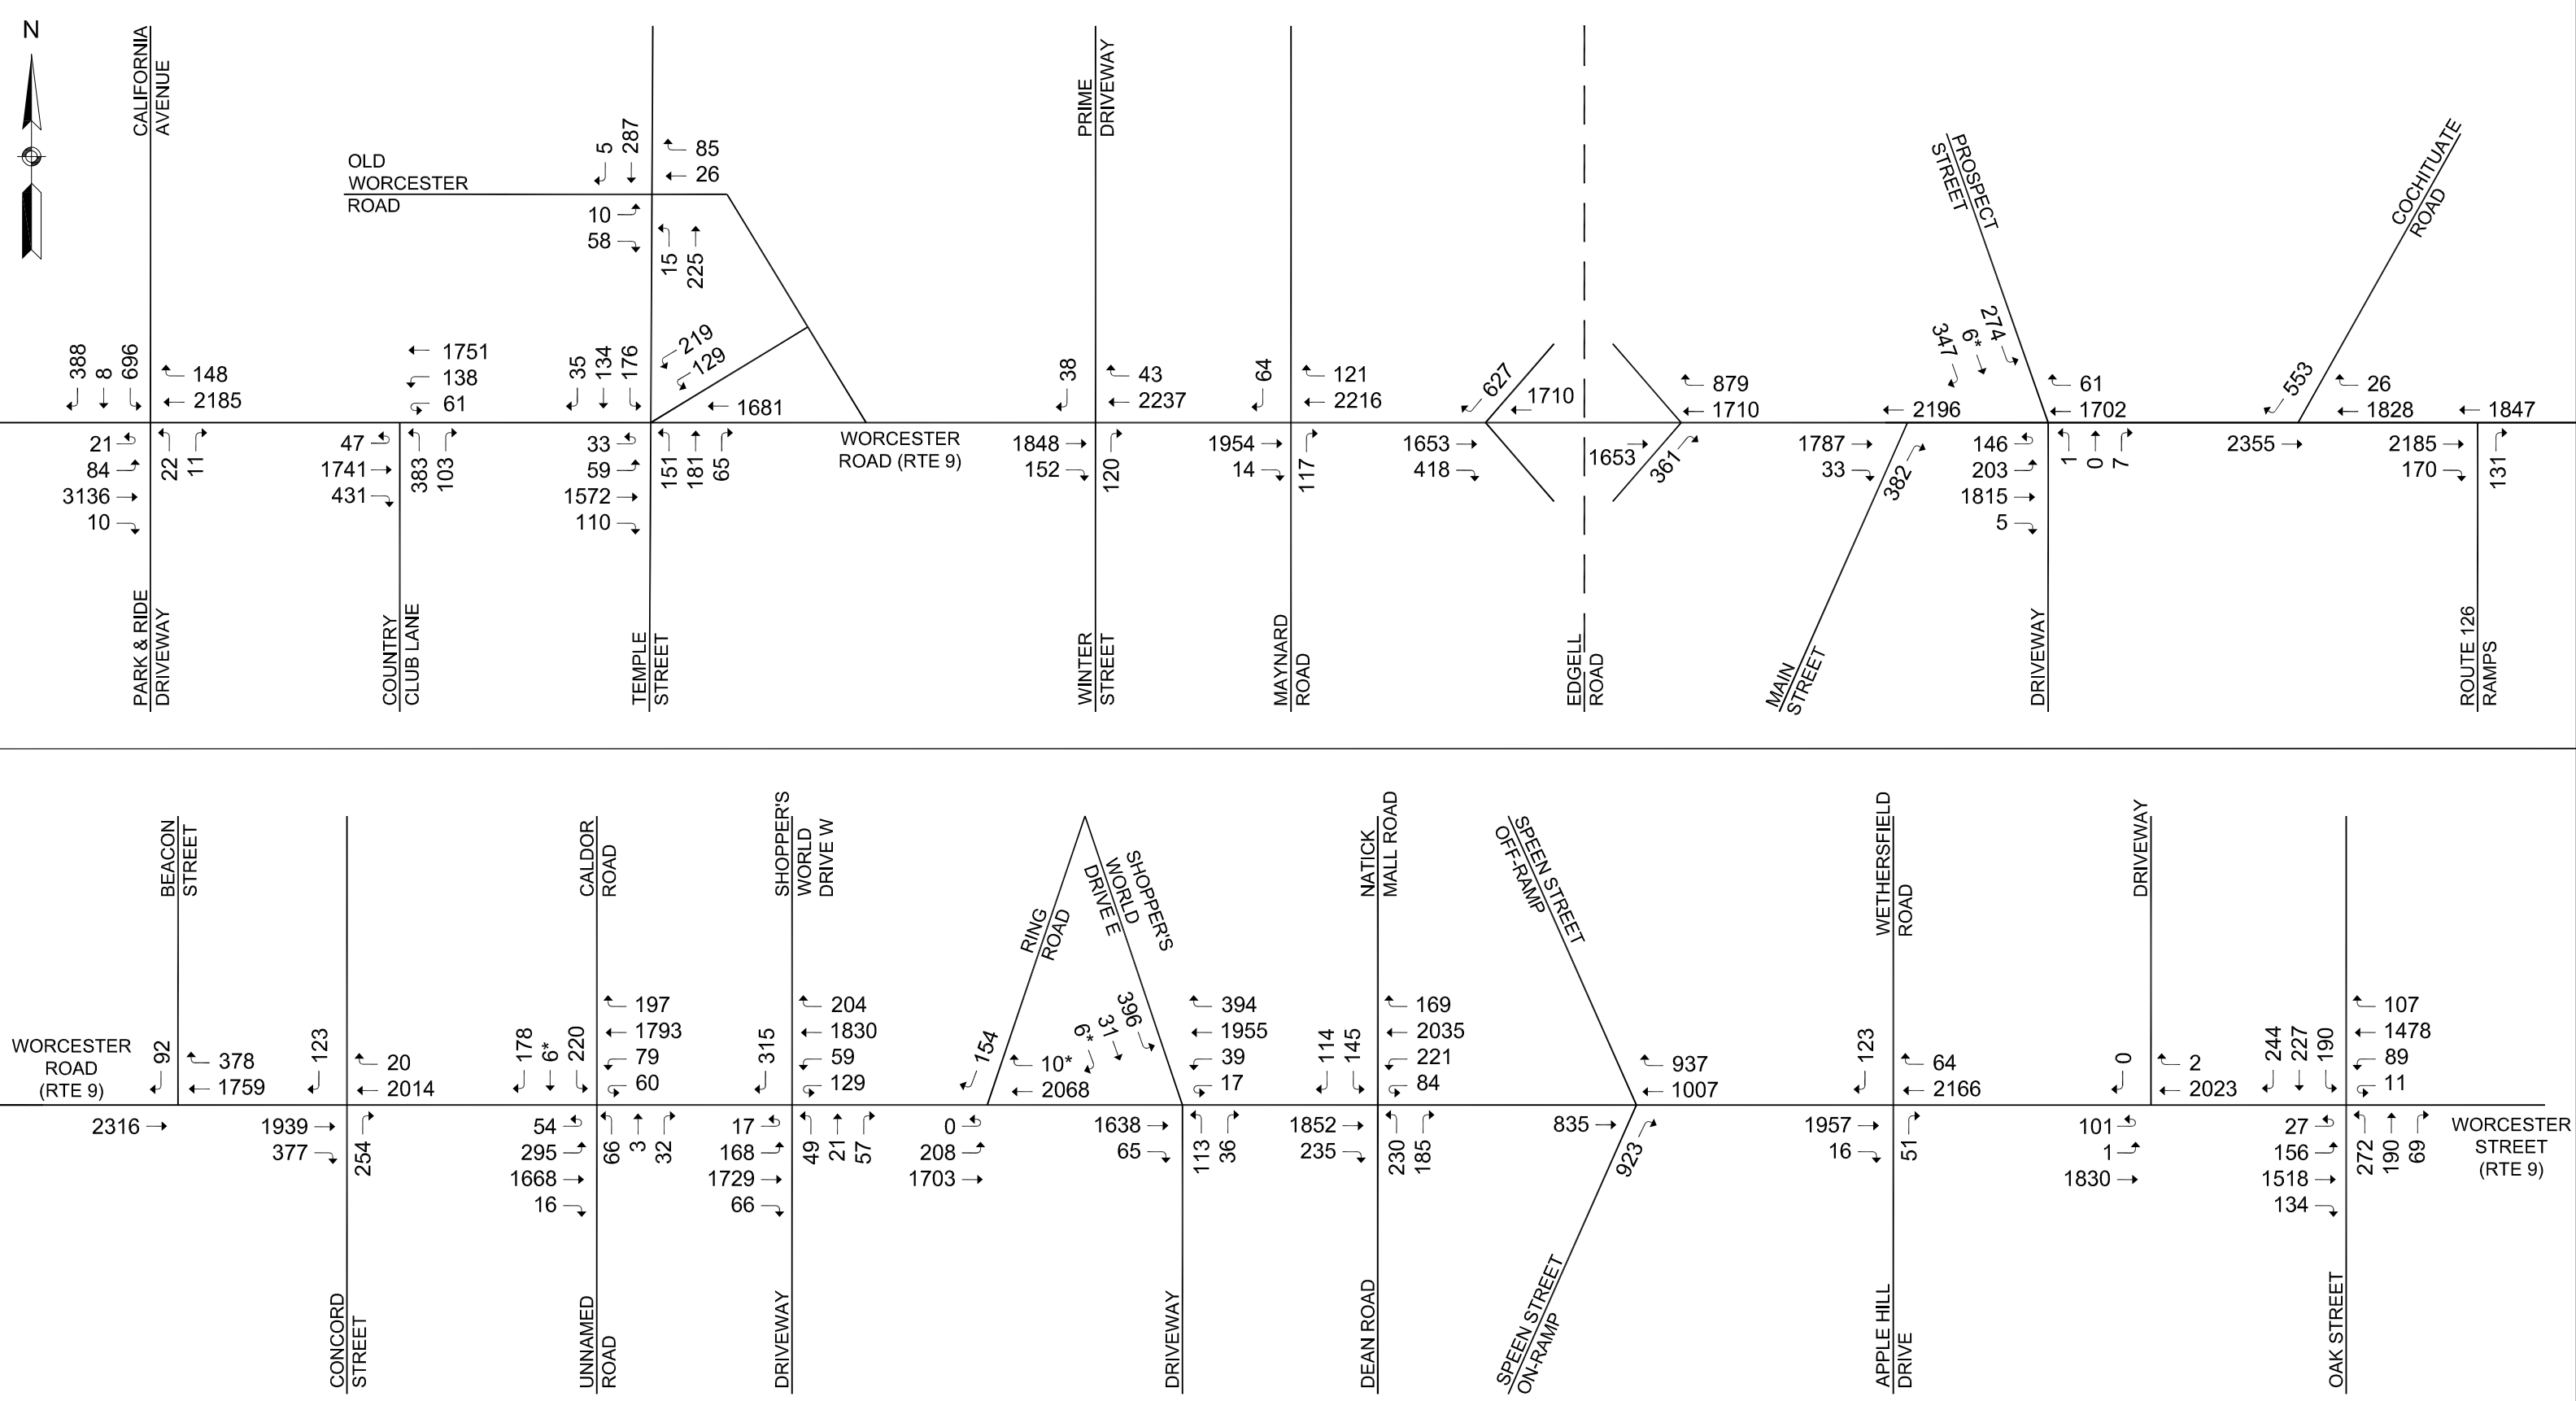 N
CALIFORNIA
AVENUE
388
8
696
148
2185
21
84
3136
10
22
11
PARK & RIDE
DRIVEWAY
1751
138
61
47
1741
431
383
103
COUNTRY
CLUB LANE
OLD
WORCESTER
ROAD
5
287
85
26
10
58
15
225
219
129
35
134
176
1681
33
59
1572
110
151
181
65
TEMPLE
STREET
WORCESTER
ROAD (RTE 9)
PRIME
DRIVEWAY
38
43
2237
1848
152
120
WINTER
STREET
64
121
2216
1954
14
117
MAYNARD
ROAD
627
1710
1653
418
EDGELL
ROAD
879
1710
1653
361
2196
1787
33
382
MAIN
STREET
PROSPECT
STREET
347
6*
274
61
1702
146
203
1815
5
1
0
7
DRIVEWAY
COCHITUATE
ROAD
553
26
1828
2355
1847
2185
170
131
ROUTE 126
RAMPS
WORCESTER
ROAD
(RTE 9)
BEACON
STREET
92
378
1759
2316
123
20
2014
1939
377
254
CONCORD
STREET
CALDOR
ROAD
178
6*
220
197
1793
79
60
54
295
1668
16
66
3
32
UNNAMED
ROAD
SHOPPER'S
WORLD
DRIVE W
315
204
1830
59
129
17
168
1729
66
49
21
57
DRIVEWAY
RING
ROAD
154
10*
2068
0
208
1703
SHOPPER'S
WORLD
DRIVE E
6*
31
396
394
1955
39
17
1638
65
113
36
DRIVEWAY
NATICK
MALL ROAD
114
145
169
2035
221
84
1852
235
230
185
DEAN ROAD
SPEEN STREET
OFF-RAMP
937
1007
835
923
SPEEN STREET
ON-RAMP
WETHERSFIELD
ROAD
123
64
2166
1957
16
51
APPLE HILL
DRIVE
DRIVEWAY
0
2
2023
101
1
1830
244
227
190
107
1478
89
11
27
156
1518
134
272
190
69
OAK STREET
WORCESTER
STREET
(RTE 9)